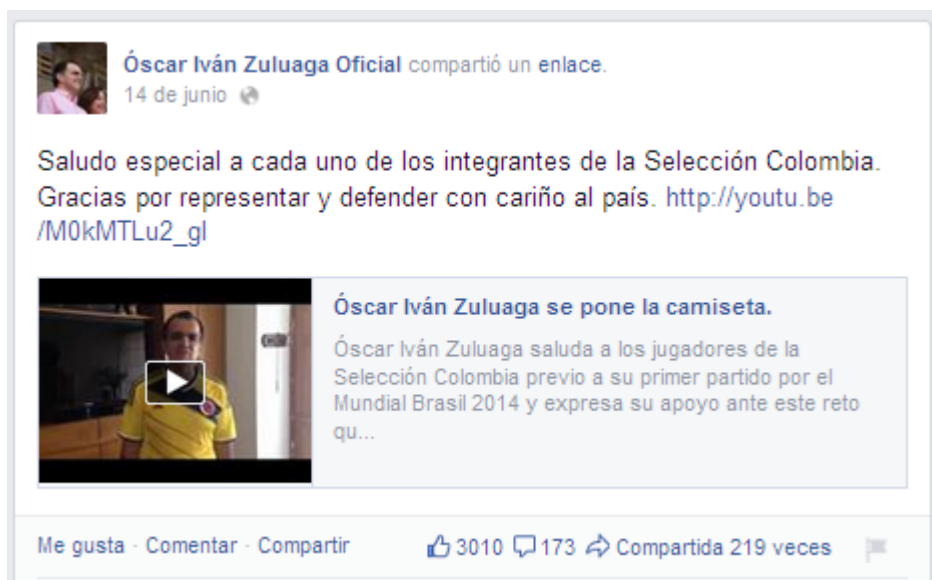 Óscar Iván Zuluaga Oficial compartió un enlace.
14 de junio
Saludo especial a cada uno de los integrantes de la Selección Colombia.
Gracias por representar y defender con cariño al país. http://youtu.be
/M0kMTLu2_gI
Óscar Iván Zuluaga se pone la camiseta.
Óscar Iván Zuluaga saluda a los jugadores de la
Selección Colombia previo a su primer partido por el
Mundial Brasil 2014 y expresa su apoyo ante este reto
qu...
Me gusta · Comentar · Compartir 3010 173 Compartida 219 veces